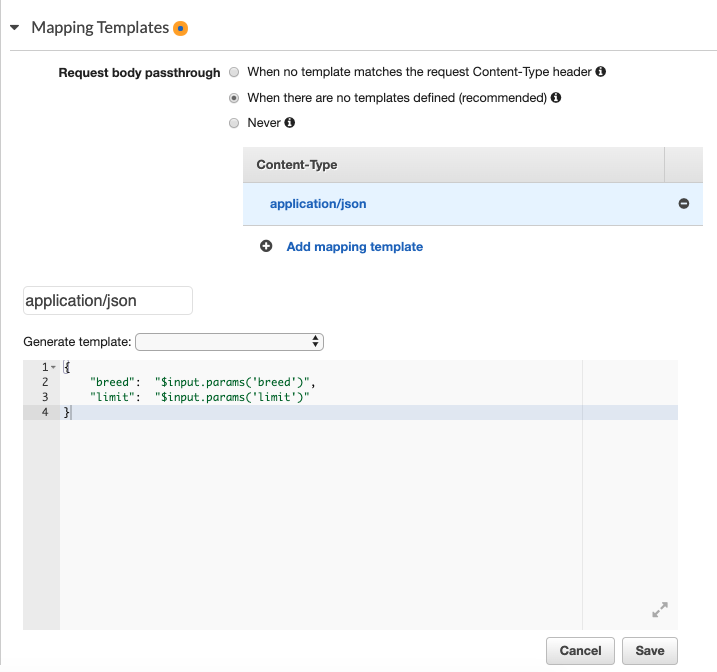 Mapping Templates
Request body passthrough When no template matches the request Content-Type header
When there are no templates defined (recommended)
Never
Content-Type
application/json
Add mapping template
application/json
Generate template:
1 {
2 "breed": "$input.params('breed')",
3 "limit": "$input.params('limit')"
4 }
Cancel Save